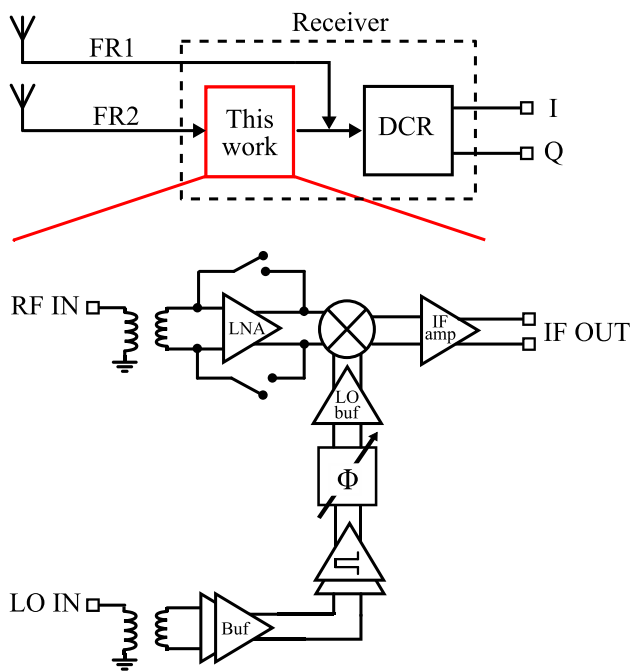 Receiver
FR1
FR2
This
work
DCR
I
Q
RF IN
LNA
IF
amp
IF OUT
LO
buf
Φ
LO IN
Buf